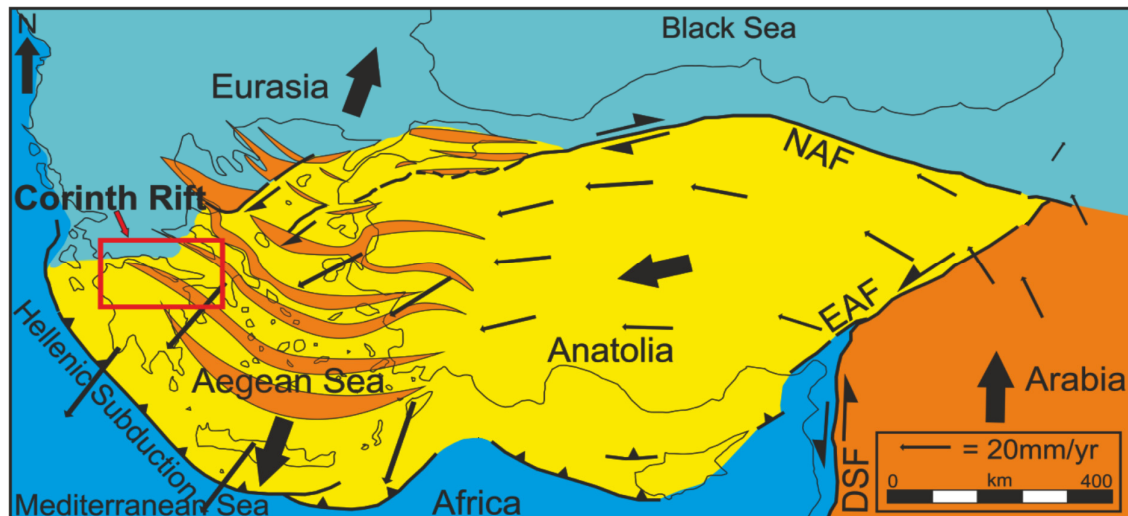 N
Black Sea
Eurasia
NAF
Corinth Rift
EAF
Anatolia
Hellenic Subduction
Aegean Sea
Arabia
= 20mm/yr
0 km 400
DSF
Mediterranean Sea
Africa